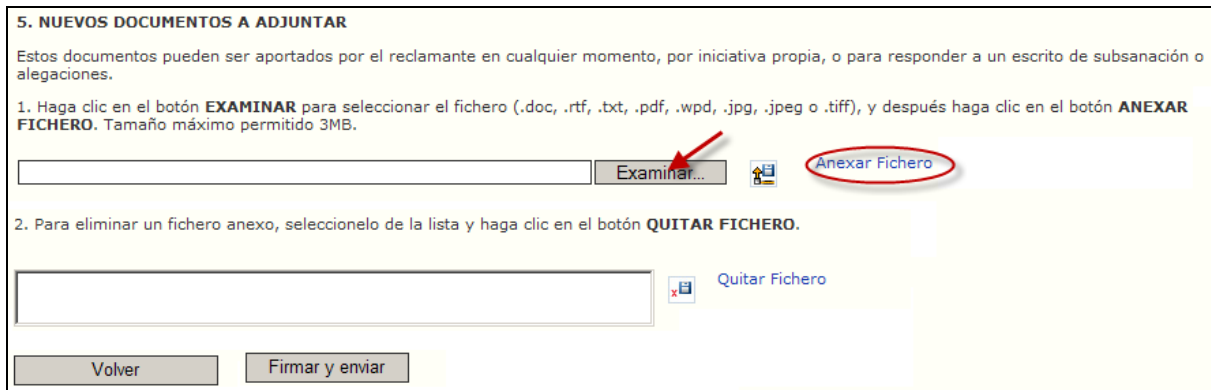 5. NUEVOS DOCUMENTOS A ADJUNTAR
Estos documentos pueden ser aportados por el reclamante en cualquier momento, por iniciativa propia, o para responder a un escrito de subsanación o
alegaciones.
1. Haga clic en el botón EXAMINAR para seleccionar el fichero (.doc, .rtf, .txt, .pdf, .wpd, .jpg, .jpeg o .tiff), y después haga clic en el botón ANEXAR
FICHERO. Tamaño máximo permitido 3MB.
Examinar... Anexar Fichero
2. Para eliminar un fichero anexo, seleccionelo de la lista y haga clic en el botón QUITAR FICHERO.
Quitar Fichero
Volver Firmar y enviar